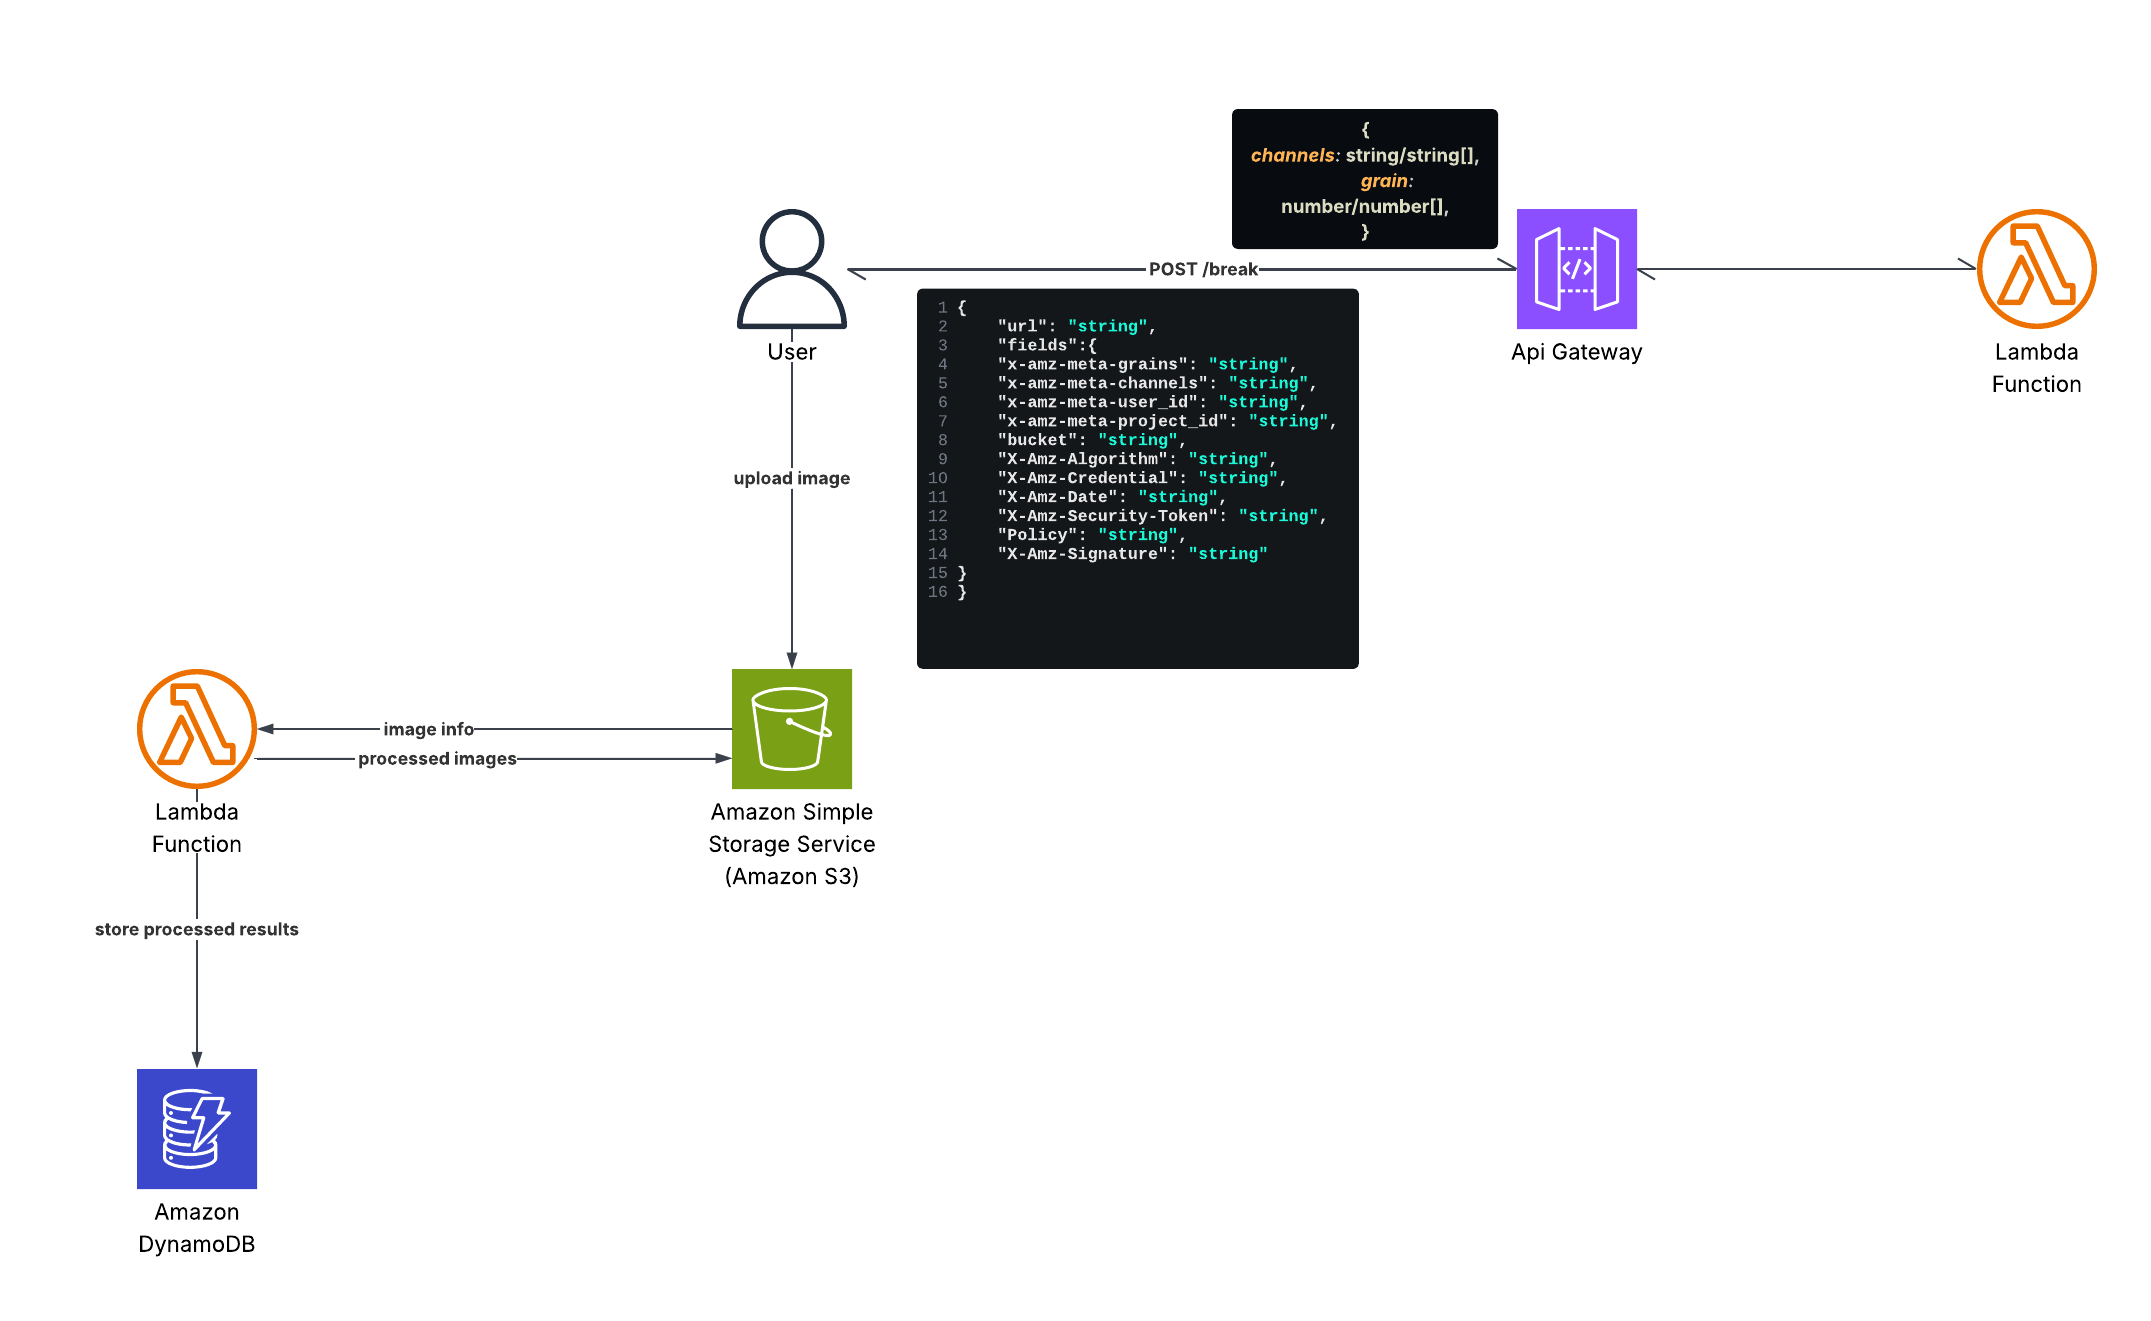 {
channels: string/string[],
grain:
number/number[],
}
POST /break
User
Api Gateway
Lambda
Function
1 {
2 "url": "string",
3 "fields":{
4 "x-amz-meta-grains": "string",
5 "x-amz-meta-channels": "string",
6 "x-amz-meta-user_id": "string",
7 "x-amz-meta-project_id": "string",
8 "bucket": "string",
9 "X-Amz-Algorithm": "string",
10 "X-Amz-Credential": "string",
11 "X-Amz-Date": "string",
12 "X-Amz-Security-Token": "string",
13 "Policy": "string",
14 "X-Amz-Signature": "string"
15 }
16 }
upload image
image info
processed images
Lambda
Function
Amazon Simple
Storage Service
(Amazon S3)
store processed results
Amazon
DynamoDB